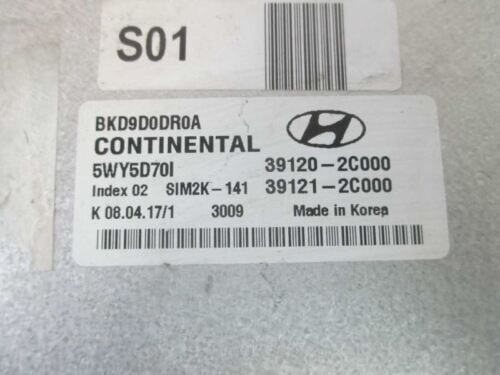 S01
BKD9D0DR0A
CONTINENTAL
5WY5D70I 39120-2C000
Index 02 SIM2K-141 39121-2C000
K 08.04.17/1 3009 Made in Korea